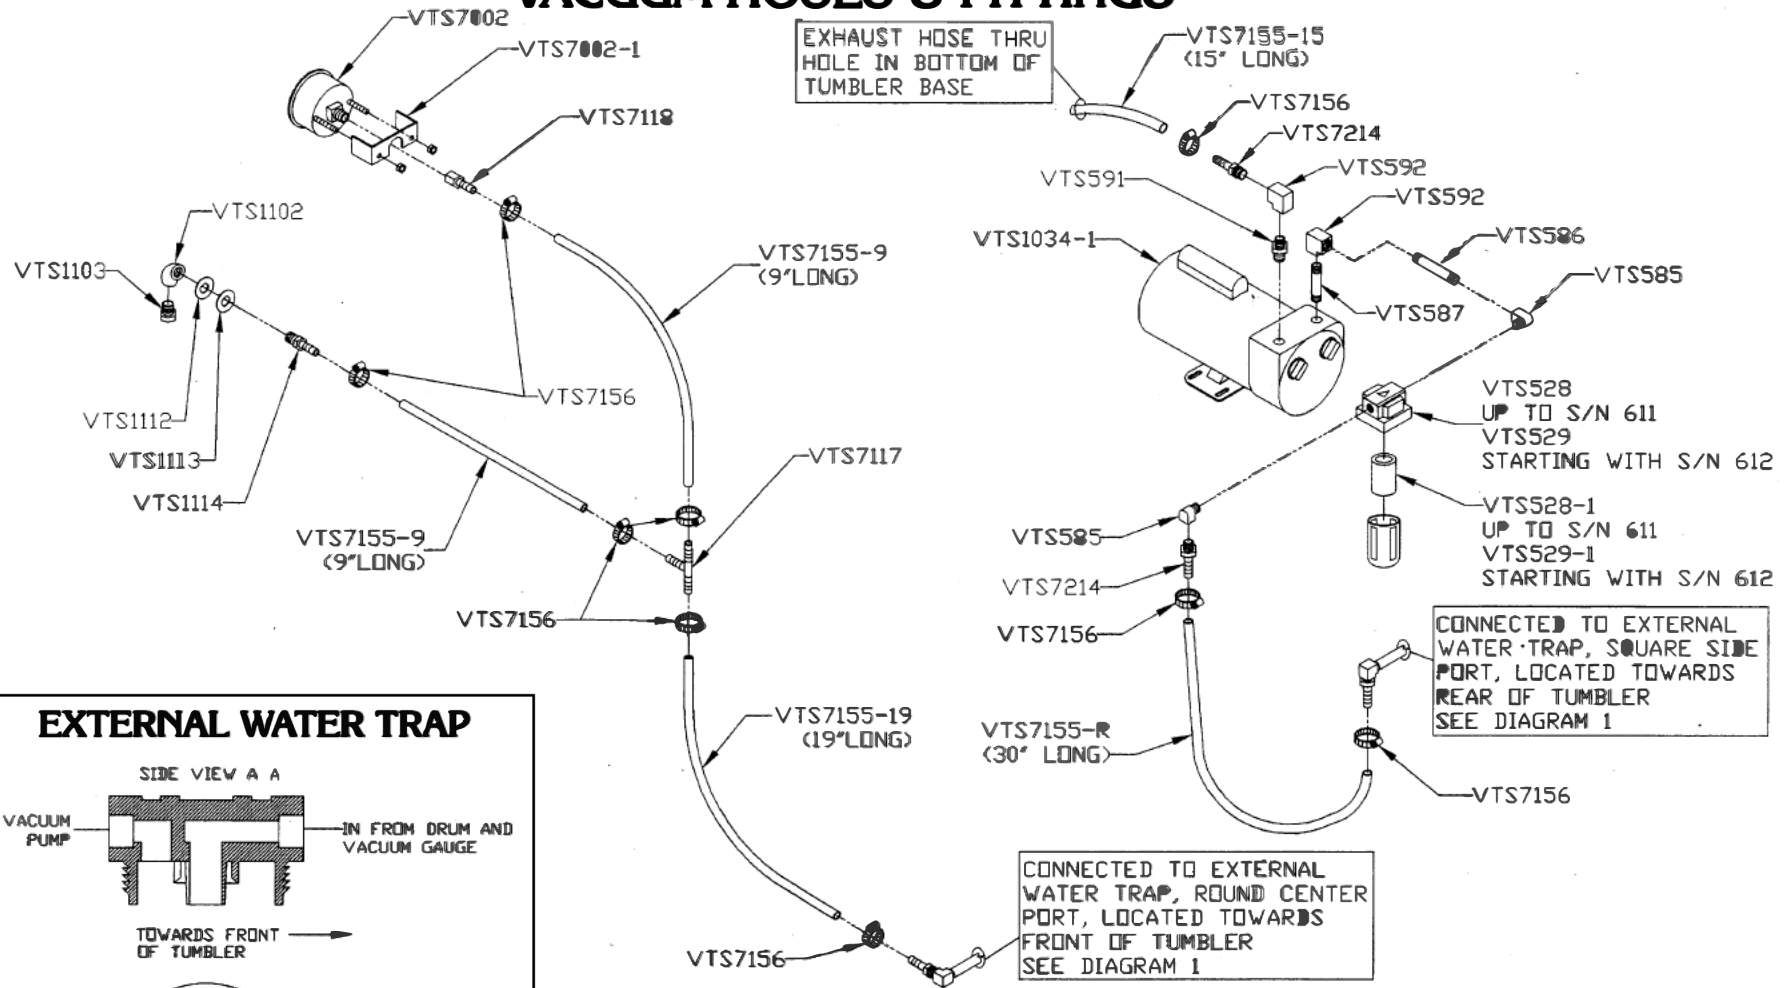 VACUUM HOSES & FITTINGS
VTS7002
VTS7002-1
VTS7118
VTS1102
VTS1103
VTS7155-9
(9"LONG)
VTS7156
VTS1112
VTS1113
VTS1114
VTS7155-9
(9"LONG)
VTS7117
VTS7156
VTS7155-19
(19"LONG)
VTS7156
EXHAUST HOSE THRU
HOLE IN BOTTOM OF
TUMBLER BASE
VTS7155-15
(15" LONG)
VTS7156
VTS7214
VTS592
VTS591
VTS592
VTS1034-1
VTS586
VTS585
VTS587
VTS528
UP TO S/N 611
VTS529
STARTING WITH S/N 612
VTS528-1
UP TO S/N 611
VTS529-1
STARTING WITH S/N 612
VTS585
VTS7214
VTS7156
CONNECTED TO EXTERNAL
WATER TRAP, SQUARE SIDE
PORT, LOCATED TOWARDS
REAR OF TUMBLER
SEE DIAGRAM 1
VTS7155-R
(30" LONG)
VTS7156
CONNECTED TO EXTERNAL
WATER TRAP, ROUND CENTER
PORT, LOCATED TOWARDS
FRONT OF TUMBLER
SEE DIAGRAM 1
EXTERNAL WATER TRAP
SIDE VIEW A A
VACUUM
PUMP
IN FROM DRUM AND
VACUUM GAUGE
TOWARDS FRONT
OF TUMBLER